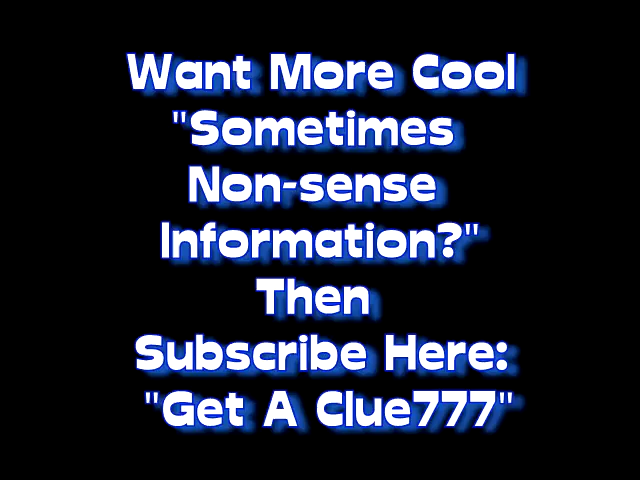 Want More Cool
"Sometimes
Non-sense
Information?"
Then
Subscribe Here:
"Get A Clue777"